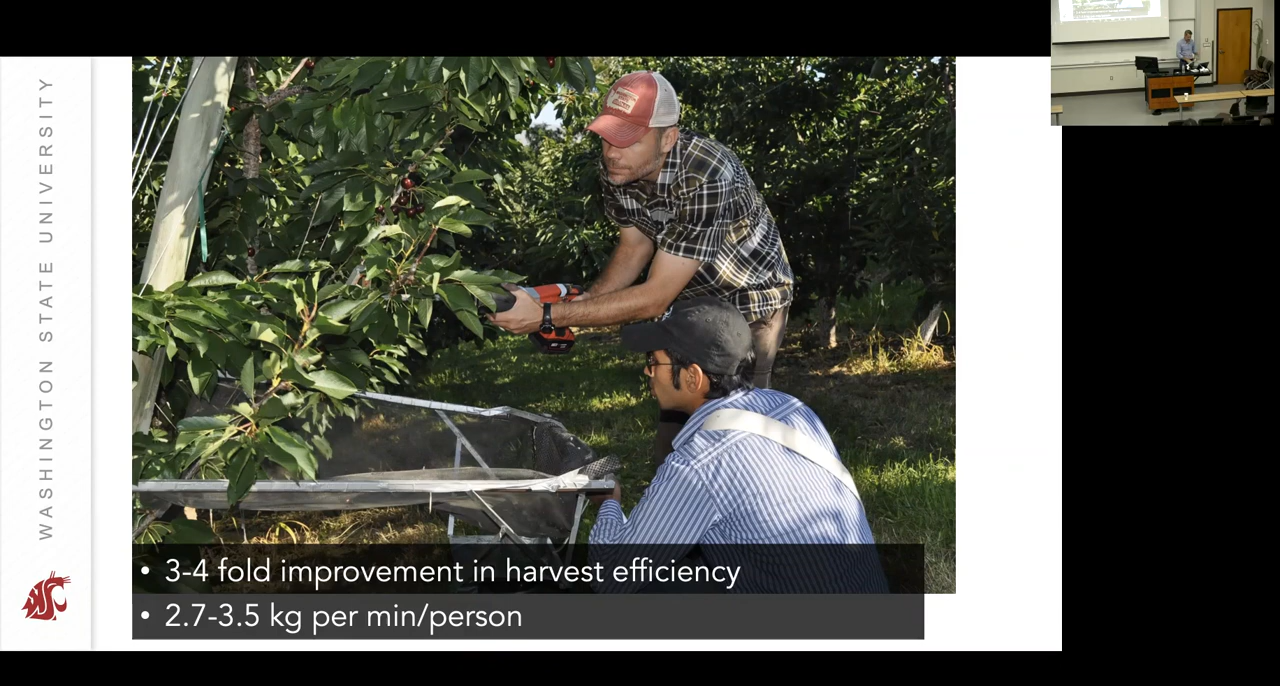 WASHINGTON STATE UNIVERSITY
• 3-4 fold improvement in harvest efficiency
• 2.7-3.5 kg per min/person